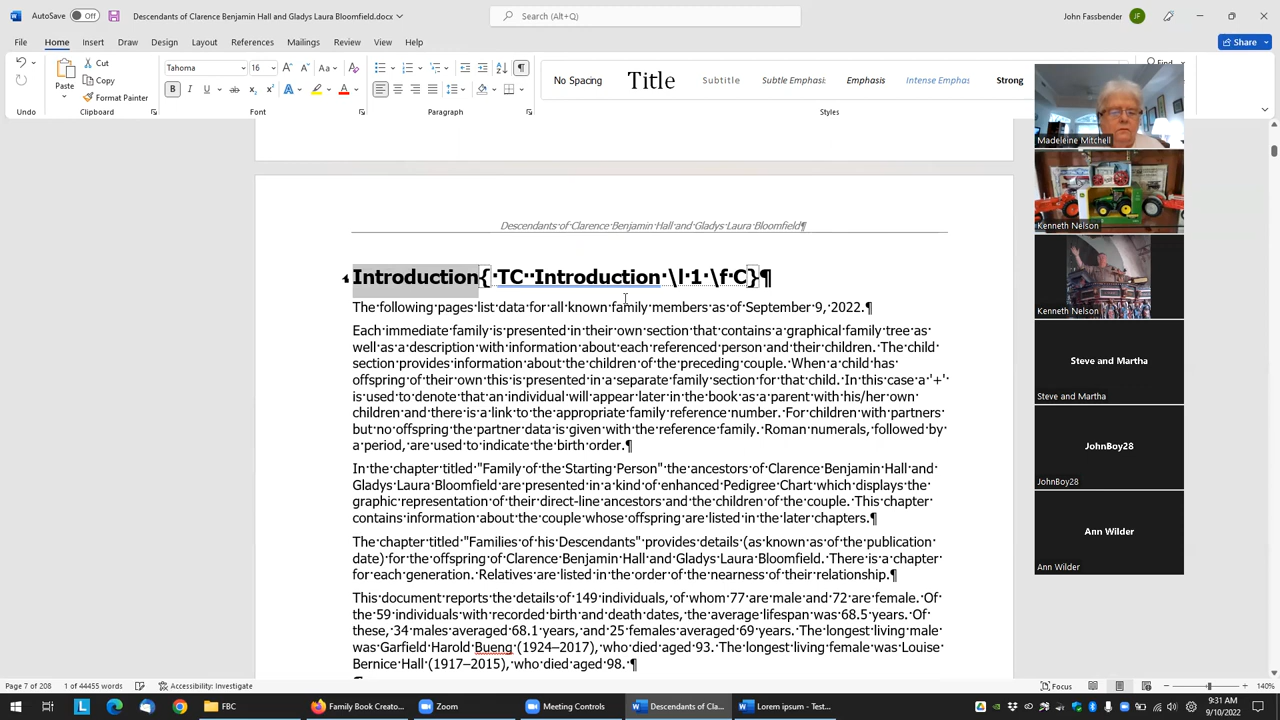 AutoSave Off Descendants of Clarence Benjamin Hall and Gladys Laura Bloomfield.docx Search (Alt+Q) John Fassbender JF
File Home Insert Draw Design Layout References Mailings Review View Help Share
Paste Cut Copy Format Painter Tahoma 16 No Spacing Title Subtitle Subtle Emphasis Emphasis Intense Emphas Strong Find
Undo Clipboard Font Paragraph Styles
Descendants of Clarence Benjamin Hall and Gladys Laura Bloomfield¶
Introduction{·TC··Introduction·\l·1·\f·C}¶
The·following·pages·list·data·for·all·known·family·members·as·of·September·9,·2022.¶
Each·immediate·family·is·presented·in·their·own·section·that·contains·a·graphical·family·tree·as·
well·as·a·description·with·information·about·each·referenced·person·and·their·children.·The·child·
section·provides·information·about·the·children·of·the·preceding·couple.·When·a·child·has·
offspring·of·their·own·this·is·presented·in·a·separate·family·section·for·that·child.·In·this·case·a·'+'·
is·used·to·denote·that·an·individual·will·appear·later·in·the·book·as·a·parent·with·his/her·own·
children·and·there·is·a·link·to·the·appropriate·family·reference·number.·For·children·with·partners·
but·no·offspring·the·partner·data·is·given·with·the·reference·family.·Roman·numerals,·followed·by·
a·period,·are·used·to·indicate·the·birth·order.¶
In·the·chapter·titled·"Family·of·the·Starting·Person"·the·ancestors·of·Clarence·Benjamin·Hall·and·
Gladys·Laura·Bloomfield·are·presented·in·a·kind·of·enhanced·Pedigree·Chart·which·displays·the·
graphic·representation·of·their·direct-line·ancestors·and·the·children·of·the·couple.·This·chapter·
contains·information·about·the·couple·whose·offspring·are·listed·in·the·later·chapters.¶
The·chapter·titled·"Families·of·his·Descendants"·provides·details·(as·known·as·of·the·publication·
date)·for·the·offspring·of·Clarence·Benjamin·Hall·and·Gladys·Laura·Bloomfield.·There·is·a·chapter·
for·each·generation.·Relatives·are·listed·in·the·order·of·the·nearness·of·their·relationship.¶
This·document·reports·the·details·of·149·individuals,·of·whom·77·are·male·and·72·are·female.·Of·
the·59·individuals·with·recorded·birth·and·death·dates,·the·average·lifespan·was·68.5·years.·Of·
these,·34·males·averaged·68.1·years,·and·25·females·averaged·69·years.·The·longest·living·male·
was·Garfield·Harold·Bueng·(1924–2017),·who·died·aged·93.·The·longest·living·female·was·Louise·
Bernice·Hall·(1917–2015),·who·died·aged·98.·¶
Madeleine Mitchell
Kenneth Nelson
Kenneth Nelson
Steve and Martha
Steve and Martha
JohnBoy28
JohnBoy28
Ann Wilder
Ann Wilder
Page 7 of 208 1 of 44455 words Accessibility: Investigate Focus 140%
FBC Family Book Creato... Zoom Meeting Controls Descendants of Cla... Lorem ipsum - Test... 9:31 AM
9/10/2022